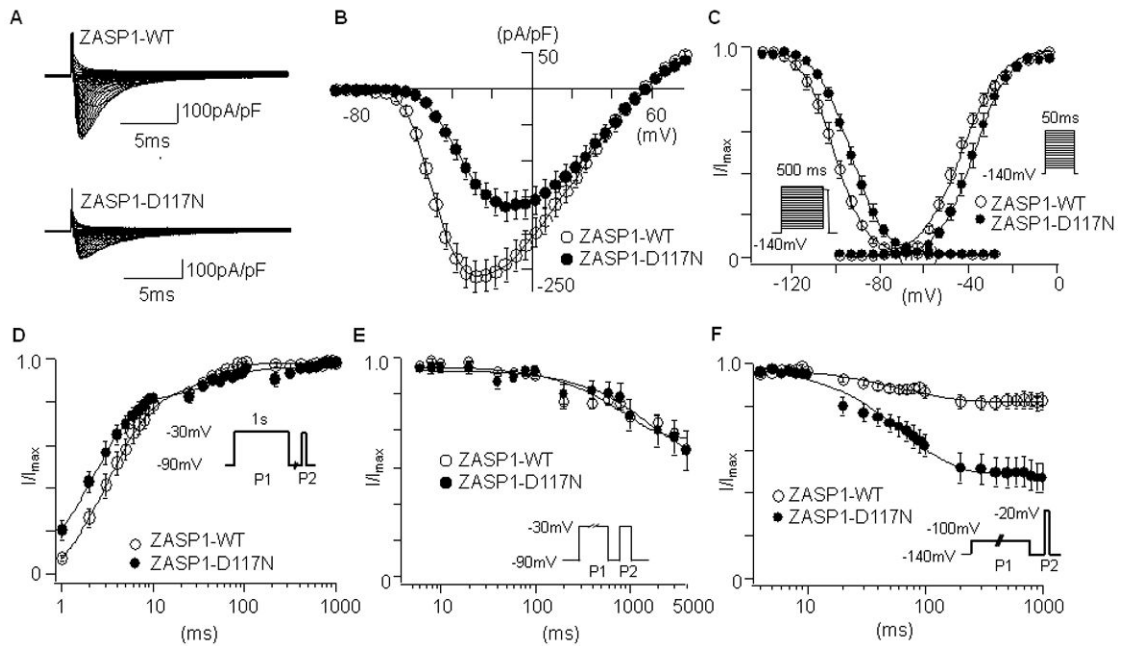 A
ZASP1-WT
100pA/pF
5ms
ZASP1-D117N
100pA/pF
5ms
B
(pA/pF)
50
-80
60
(mV)
ZASP1-WT
ZASP1-D117N
-250
C
1.0
I/Imax
0
500 ms
-140mV
50ms
-140mV
ZASP1-WT
ZASP1-D117N
-120
-80
-40
0
(mV)
D
1.0
I/Imax
0
1s
-30mV
-90mV
P1
P2
ZASP1-WT
ZASP1-D117N
1
10
100
1000
(ms)
E
1.0
I/Imax
0
ZASP1-WT
ZASP1-D117N
-30mV
-90mV
P1
P2
10
100
1000
5000
(ms)
F
1.0
I/Imax
0
ZASP1-WT
ZASP1-D117N
-20mV
-100mV
-140mV
P1
P2
10
100
1000
(ms)